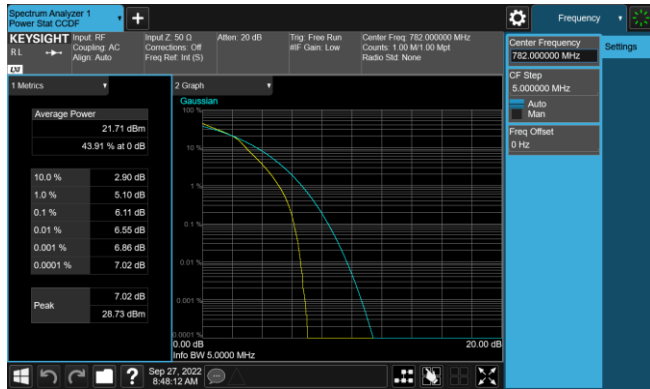 Spectrum Analyzer 1
Power Stat CCDF
+
Frequency
KEYSIGHT
R L
LXI
Input: RF
Coupling: AC
Align: Auto
Input Z: 50 Ω
Corrections: Off
Freq Ref: Int (S)
Atten: 20 dB
Trig: Free Run
#IF Gain: Low
Center Freq: 782.000000 MHz
Counts: 1.00 M/1.00 Mpt
Radio Std: None
Center Frequency
782.000000 MHz
Settings
CF Step
5.000000 MHz
Auto
Man
Freq Offset
0 Hz
1 Metrics
Average Power
21.71 dBm
43.91 % at 0 dB
10.0 % 2.90 dB
1.0 % 5.10 dB
0.1 % 6.11 dB
0.01 % 6.55 dB
0.001 % 6.86 dB
0.0001 % 7.02 dB
Peak 7.02 dB
28.73 dBm
2 Graph
Gaussian
100 %
10 %
1 %
0.1 %
0.01 %
0.001 %
0.0001 %
0.00 dB 20.00 dB
Info BW 5.0000 MHz
?
Sep 27, 2022
8:48:12 AM